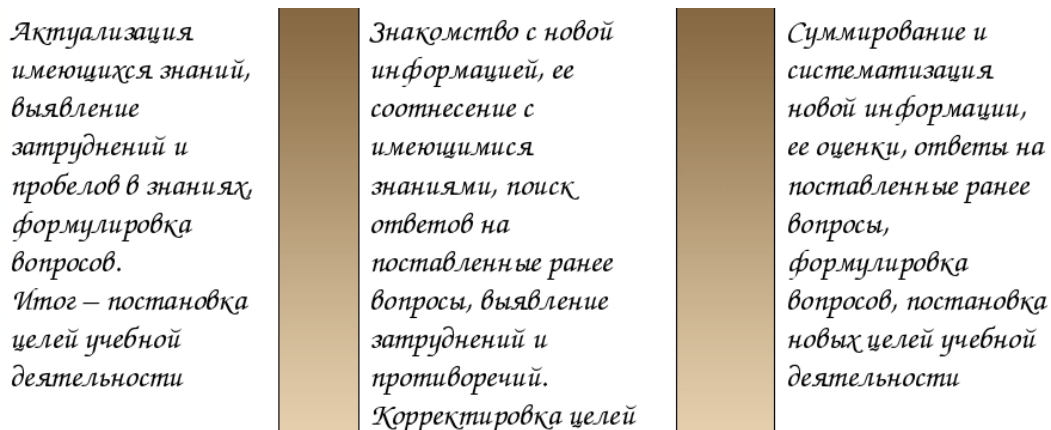 Актуализация
имеющихся знаний,
выявление
затруднений и
пробелов в знаниях,
формулировка
вопросов.
Итог – постановка
целей учебной
деятельности
Знакомство с новой
информацией, ее
соотнесение с
имеющимися
знаниями, поиск
ответов на
поставленные ранее
вопросы, выявление
затруднений и
противоречий.
Корректировка целей
Суммирование и
систематизация
новой информации,
ее оценки, ответы на
поставленные ранее
вопросы,
формулировка
вопросов, постановка
новых целей учебной
деятельности